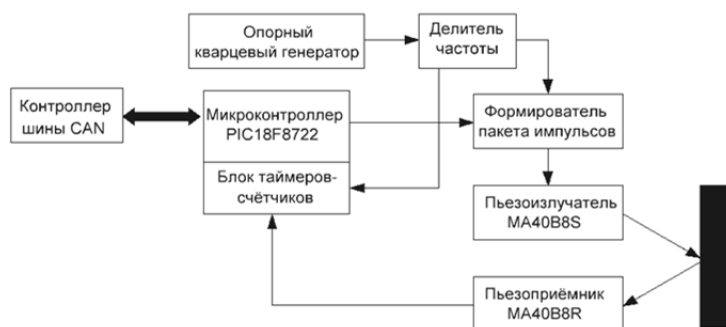 Опорный
кварцевый генератор
Делитель
частоты
Контроллер
шины CAN
Микроконтроллер
PIC18F8722
Формирователь
пакета импульсов
Блок таймеров-
счётчиков
Пьезоизлучатель
MA40B8S
Пьезоприёмник
MA40B8R